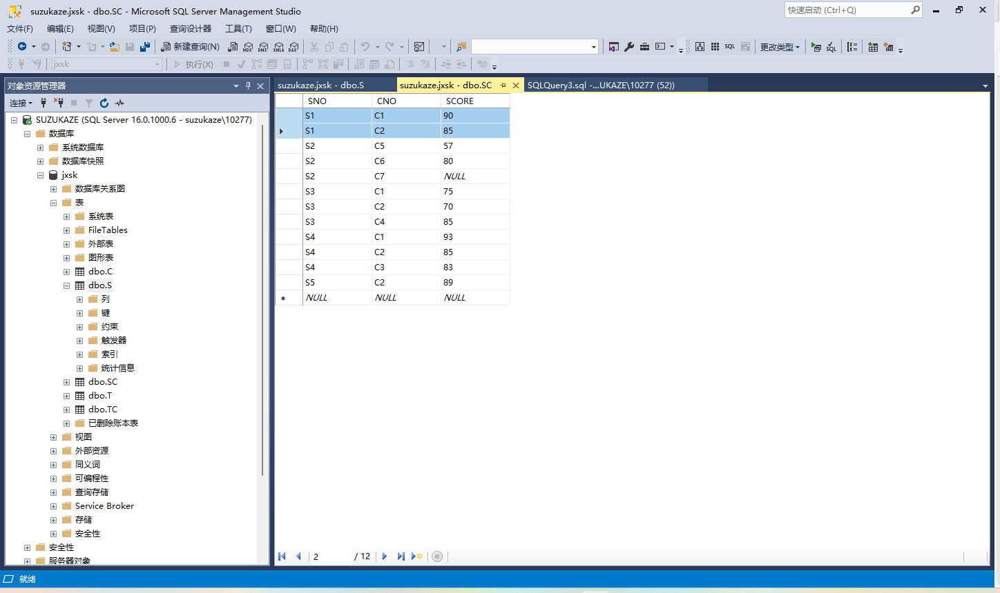 suzukaze.jxsk - dbo.SC - Microsoft SQL Server Management Studio
快速启动 (Ctrl+Q)
文件(F) 编辑(E) 视图(V) 项目(P) 查询设计器 工具(T) 窗口(W) 帮助(H)
新建查询(N) MDX DMX XMLA DAX SQL 更改类型 SQL
jxsk 执行(X)
对象资源管理器
suzukaze.jxsk - dbo.S suzukaze.jxsk - dbo.SC SQLQuery3.sql -...UKAZE\10277 (52))
连接
SUZUKAZE (SQL Server 16.0.1000.6 - suzukaze\10277)
数据库
系统数据库
数据库快照
jxsk
数据库关系图
表
系统表
FileTables
外部表
图形表
dbo.C
dbo.S
列
键
约束
触发器
索引
统计信息
dbo.SC
dbo.T
dbo.TC
已删除账本表
视图
外部资源
同义词
可编程性
查询存储
Service Broker
存储
安全性
安全性
服务器对象
SNO CNO SCORE
S1 C1 90
S1 C2 85
S2 C5 57
S2 C6 80
S2 C7 NULL
S3 C1 75
S3 C2 70
S3 C4 85
S4 C1 93
S4 C2 85
S4 C3 83
S5 C2 89
NULL NULL NULL
2 / 12
就绪